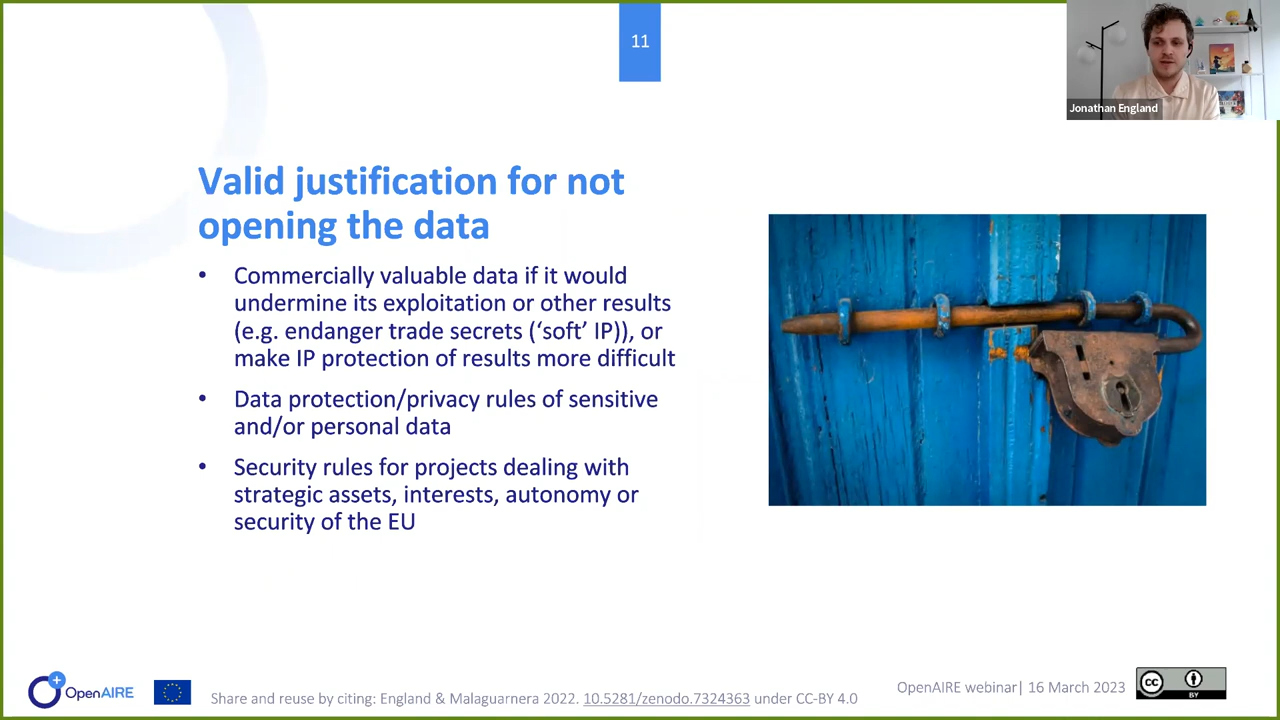 11
Jonathan England
Valid justification for not
opening the data
• Commercially valuable data if it would
undermine its exploitation or other results
(e.g. endanger trade secrets (‘soft’ IP)), or
make IP protection of results more difficult
• Data protection/privacy rules of sensitive
and/or personal data
• Security rules for projects dealing with
strategic assets, interests, autonomy or
security of the EU
OpenAIRE
Share and reuse by citing: England & Malaguarnera 2022. 10.5281/zenodo.7324363 under CC-BY 4.0
OpenAIRE webinar| 16 March 2023
CC
BY